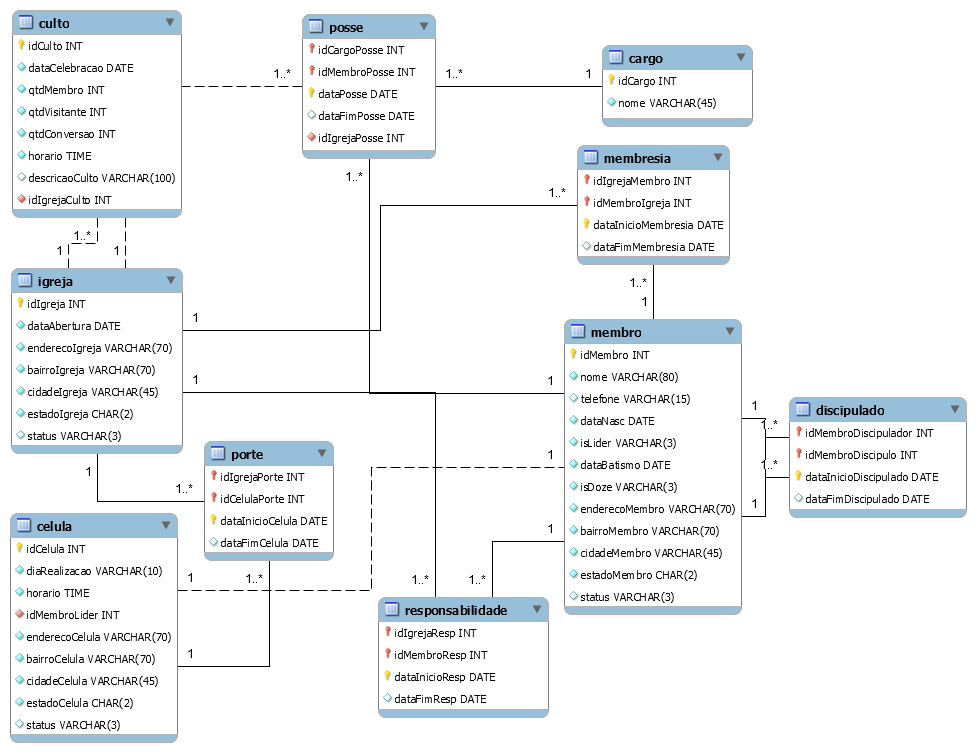 culto
idCulto INT
dataCelebracao DATE
qtdMembro INT
qtdVisitante INT
qtdConversao INT
horario TIME
descricaoCulto VARCHAR(100)
idIgrejaCulto INT
posse
idCargoPosse INT
idMembroPosse INT
dataPosse DATE
dataFimPosse DATE
idIgrejaPosse INT
cargo
idCargo INT
nome VARCHAR(45)
membresia
idIgrejaMembro INT
idMembroIgreja INT
dataInicioMembresia DATE
dataFimMembresia DATE
igreja
idIgreja INT
dataAbertura DATE
enderecoIgreja VARCHAR(70)
bairroIgreja VARCHAR(70)
cidadeIgreja VARCHAR(45)
estadoIgreja CHAR(2)
status VARCHAR(3)
membro
idMembro INT
nome VARCHAR(80)
telefone VARCHAR(15)
dataNasc DATE
isLider VARCHAR(3)
dataBatismo DATE
isDoze VARCHAR(3)
enderecoMembro VARCHAR(70)
bairroMembro VARCHAR(70)
cidadeMembro VARCHAR(45)
estadoMembro CHAR(2)
status VARCHAR(3)
discipulado
idMembroDiscipulador INT
idMembroDiscipulo INT
dataInicioDiscipulado DATE
dataFimDiscipulado DATE
porte
idIgrejaPorte INT
idCelulaPorte INT
dataInicioCelula DATE
dataFimCelula DATE
celula
idCelula INT
diaRealizacao VARCHAR(10)
horario TIME
idMembroLider INT
enderecoCelula VARCHAR(70)
bairroCelula VARCHAR(70)
cidadeCelula VARCHAR(45)
estadoCelula CHAR(2)
status VARCHAR(3)
responsabilidade
idIgrejaResp INT
idMembroResp INT
dataInicioResp DATE
dataFimResp DATE
1..*
1..*
1
1..*
1..*
1..*
1
1
1..*
1
1
1
1
1
1..*
1..*
1
1
1..*
1
1
1..*
1
1
1..*
1..*